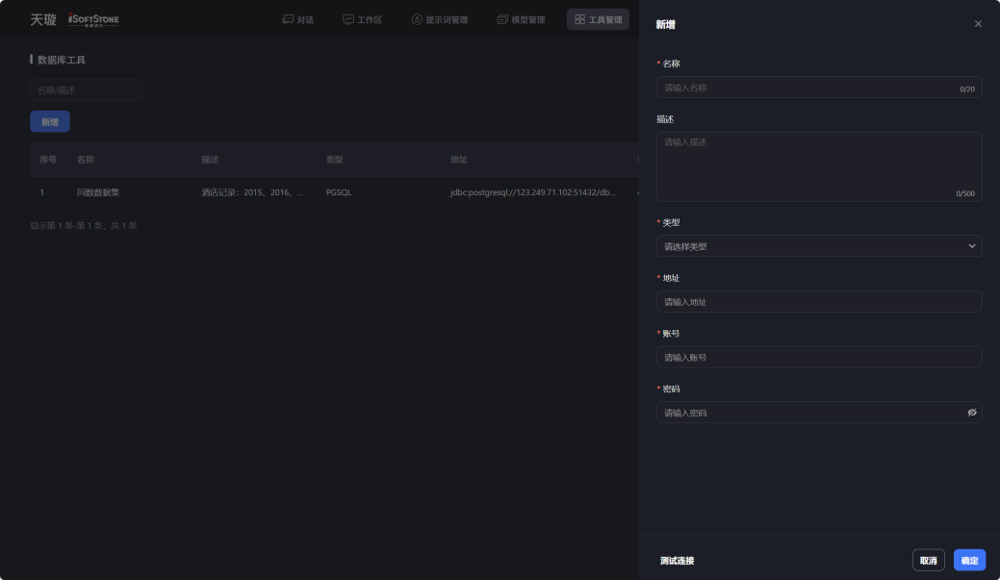 天璇 iSOFTSTONE
对话 工作区 提示词管理 模型管理 工具管理
数据库工具
名称/描述
新增
序号 名称 描述 类型 地址
1 问数数据集 酒店记录：2015、2016、... PGSQL jdbc:postgresql://123.249.71.102:51432/db...
显示第 1 条-第 1 条，共 1 条
新增
* 名称
请输入名称 0/20
描述
请输入描述
0/500
* 类型
请选择类型
* 地址
请输入地址
* 账号
请输入账号
* 密码
请输入密码
测试连接 取消 确定